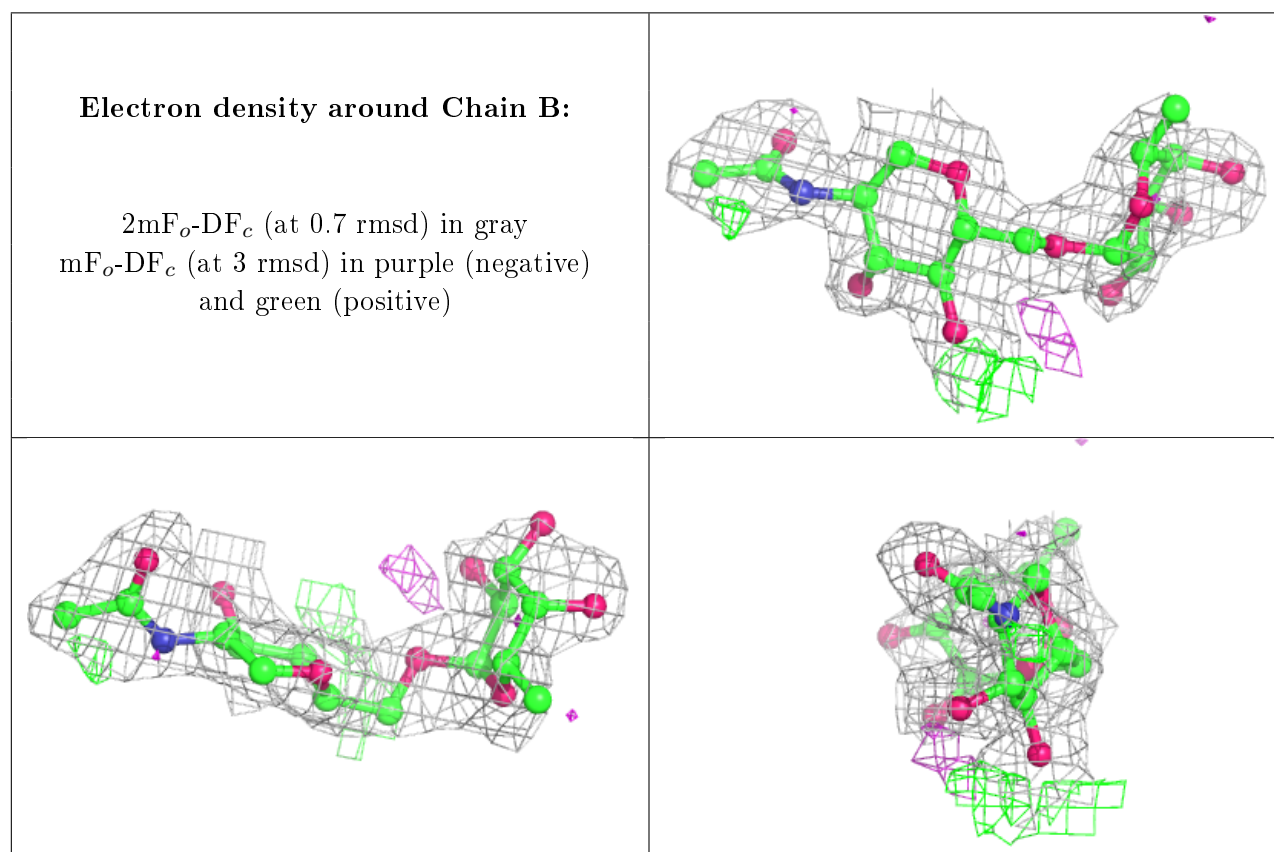 Electron density around Chain B:
2mFo-DFc (at 0.7 rmsd) in gray
mFo-DFc (at 3 rmsd) in purple (negative)
and green (positive)